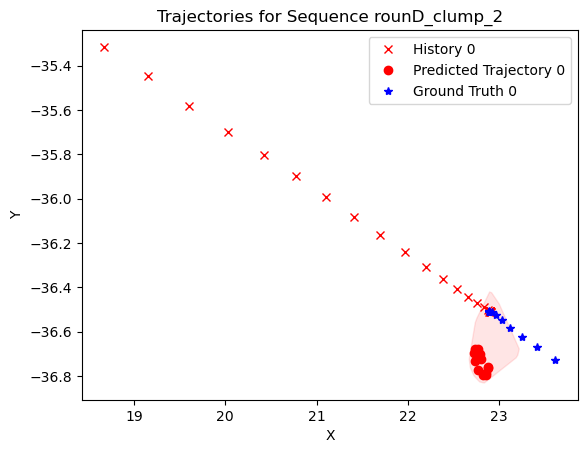 Trajectories for Sequence rounD_clump_2
History 0
Predicted Trajectory 0
Ground Truth 0
Y
−35.4
−35.6
−35.8
−36.0
−36.2
−36.4
−36.6
−36.8
19
20
21
22
23
X